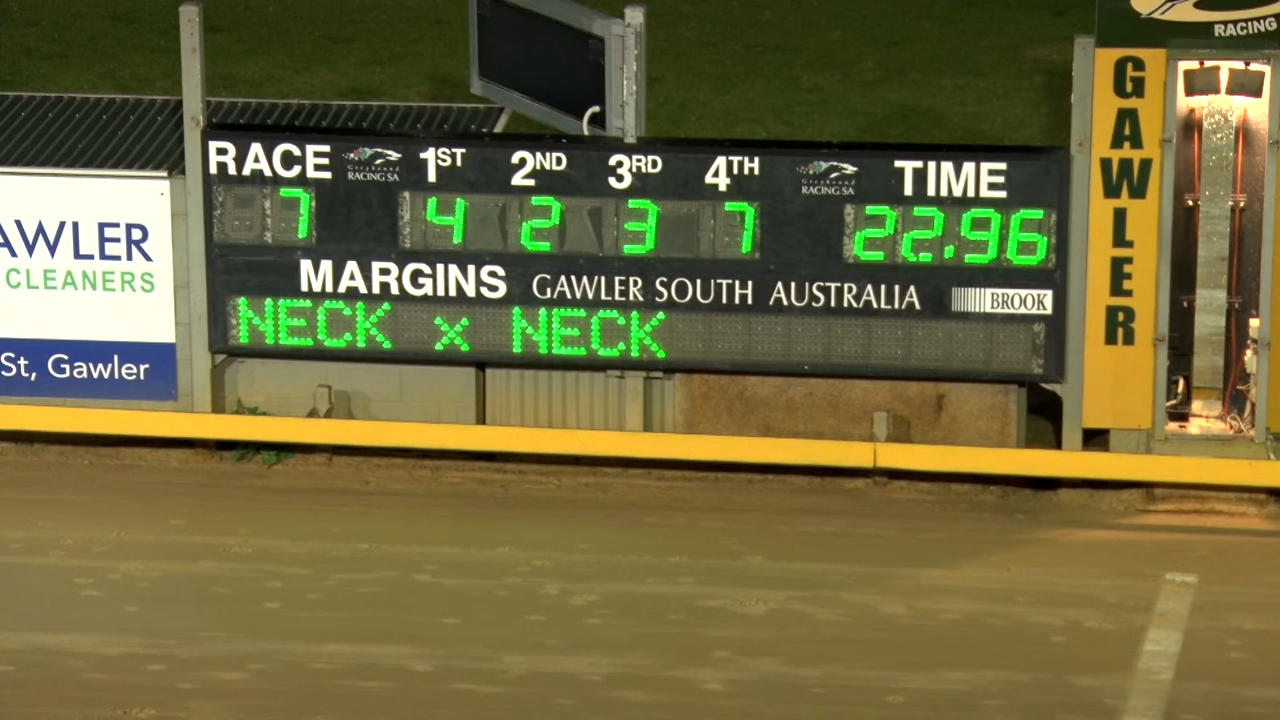 RACING
GAWLER
RACE Greyhound RACING SA 1ST 2ND 3RD 4TH Greyhound RACING SA TIME
7 4 2 3 7 22.96
MARGINS GAWLER SOUTH AUSTRALIA BROOK
NECK x NECK
AWLER
CLEANERS
St, Gawler